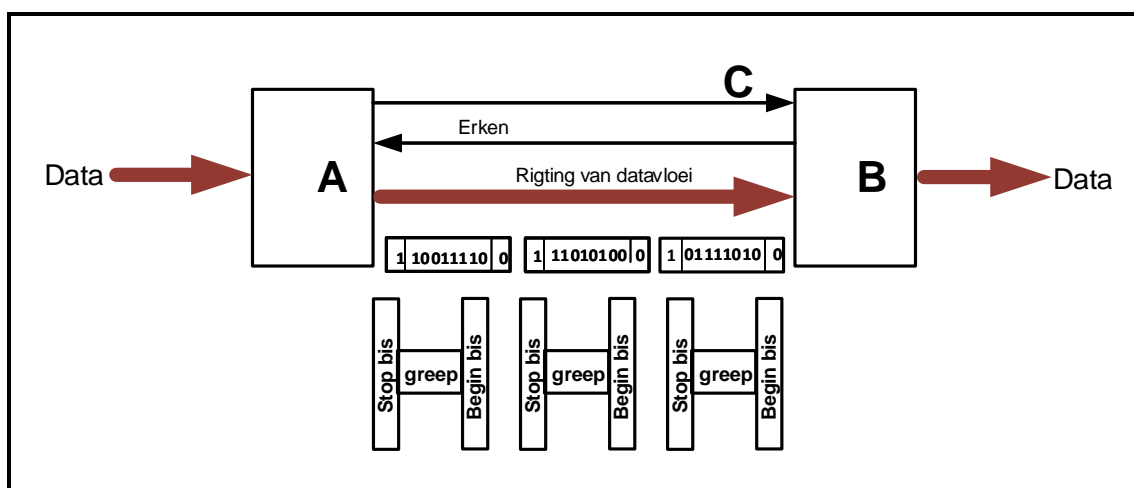 C
Erken
Data
A
Rigting van datavloei
B
Data
1 10011110 0
1 11010100 0
1 01111010 0
Stop bis
greep
Begin bis
Stop bis
greep
Begin bis
Stop bis
greep
Begin bis